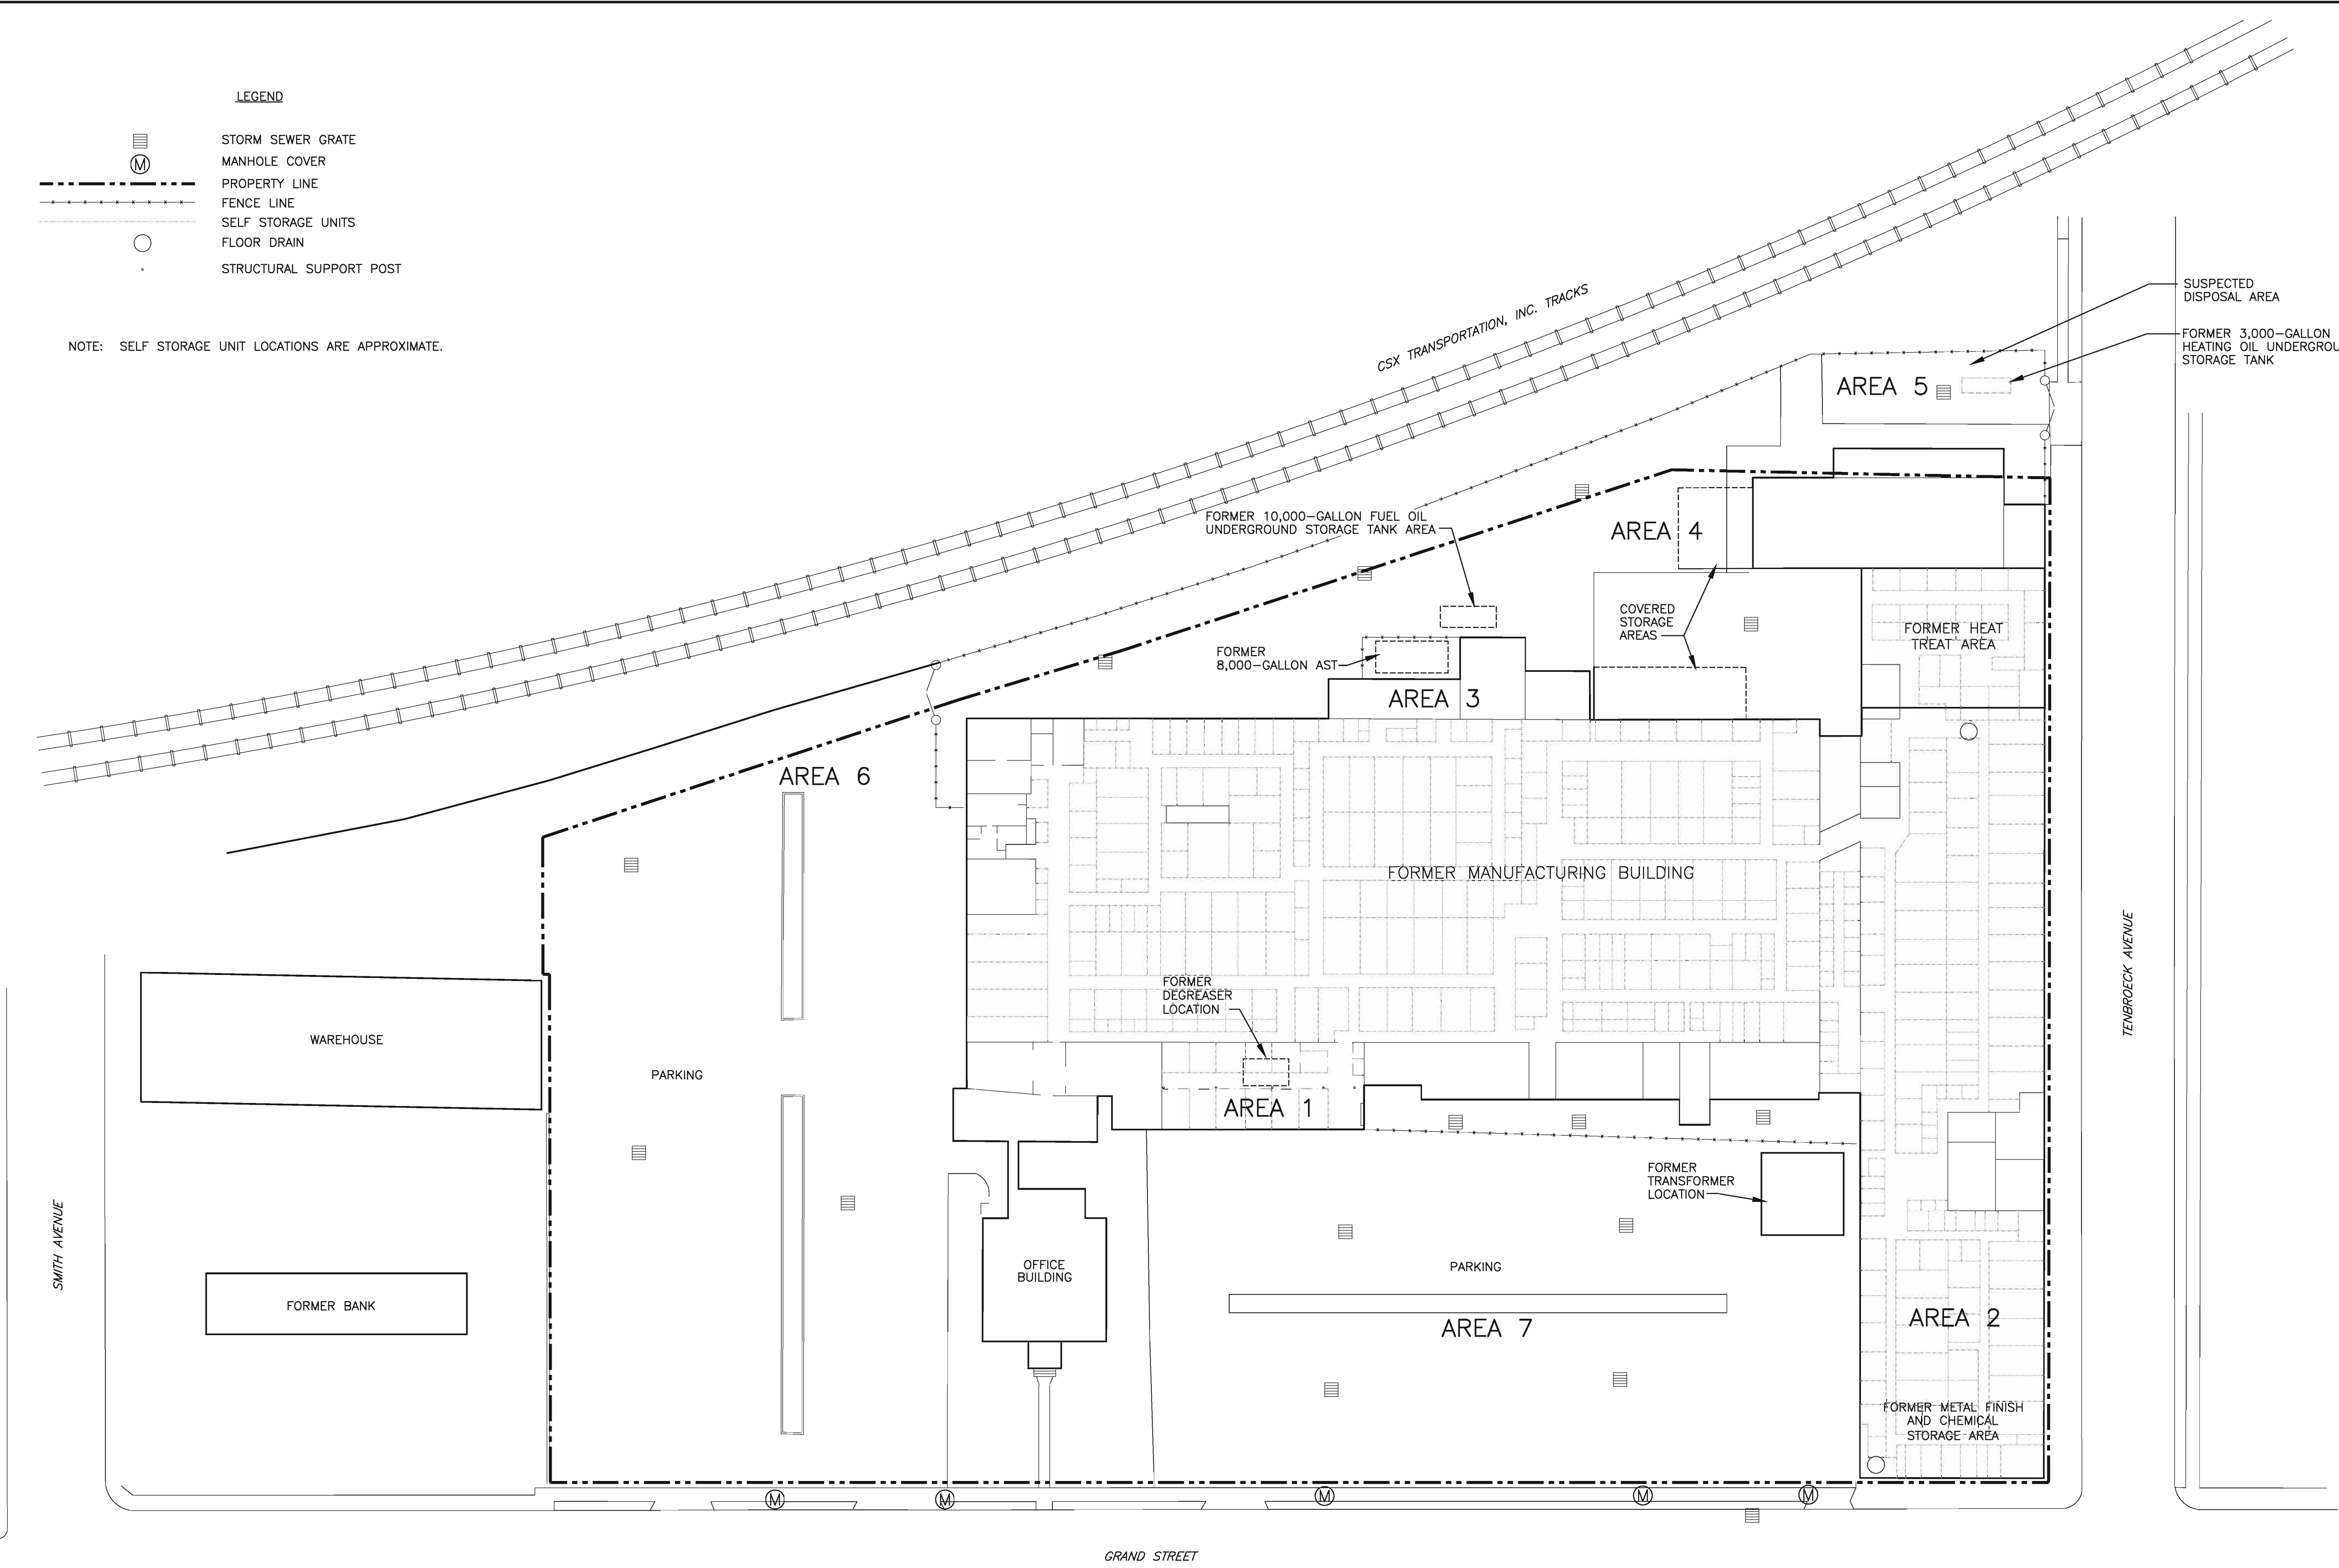 LEGEND
STORM SEWER GRATE
M
MANHOLE COVER
PROPERTY LINE
FENCE LINE
SELF STORAGE UNITS
FLOOR DRAIN
STRUCTURAL SUPPORT POST
NOTE: SELF STORAGE UNIT LOCATIONS ARE APPROXIMATE.
CSX TRANSPORTATION, INC. TRACKS
SUSPECTED
DISPOSAL AREA
FORMER 3,000-GALLON
HEATING OIL UNDERGROU
STORAGE TANK
AREA 5
FORMER 10,000-GALLON FUEL OIL
UNDERGROUND STORAGE TANK AREA
AREA 4
COVERED
STORAGE
AREAS
FORMER HEAT
TREAT AREA
FORMER
8,000-GALLON AST
AREA 3
AREA 6
FORMER MANUFACTURING BUILDING
TENBROECK AVENUE
FORMER
DEGREASER
LOCATION
WAREHOUSE
PARKING
AREA 1
FORMER
TRANSFORMER
LOCATION
SMITH AVENUE
OFFICE
BUILDING
PARKING
FORMER BANK
AREA 7
AREA 2
FORMER METAL FINISH
AND CHEMICAL
STORAGE AREA
M
M
M
M
M
GRAND STREET